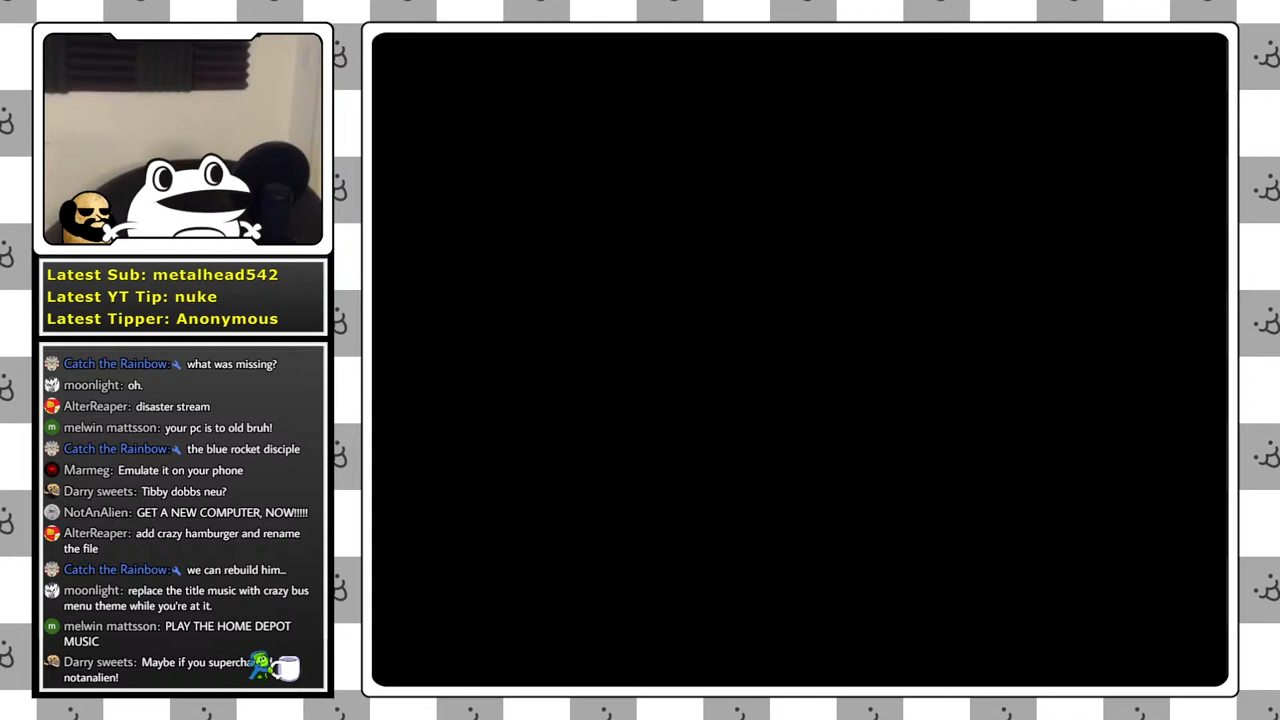 Latest Sub: metalhead542
Latest YT Tip: nuke
Latest Tipper: Anonymous
Catch the Rainbow: what was missing?
moonlight: oh.
AlterReaper: disaster stream
m melwin mattsson: your pc is to old bruh!
Catch the Rainbow: the blue rocket disciple
Marmeg: Emulate it on your phone
Darry sweets: Tibby dobbs neu?
NotAnAlien: GET A NEW COMPUTER, NOW!!!!!
AlterReaper: add crazy hamburger and rename
the file
Catch the Rainbow: we can rebuild him...
moonlight: replace the title music with crazy bus
menu theme while you're at it.
m melwin mattsson: PLAY THE HOME DEPOT
MUSIC
Darry sweets: Maybe if you
notanalien!